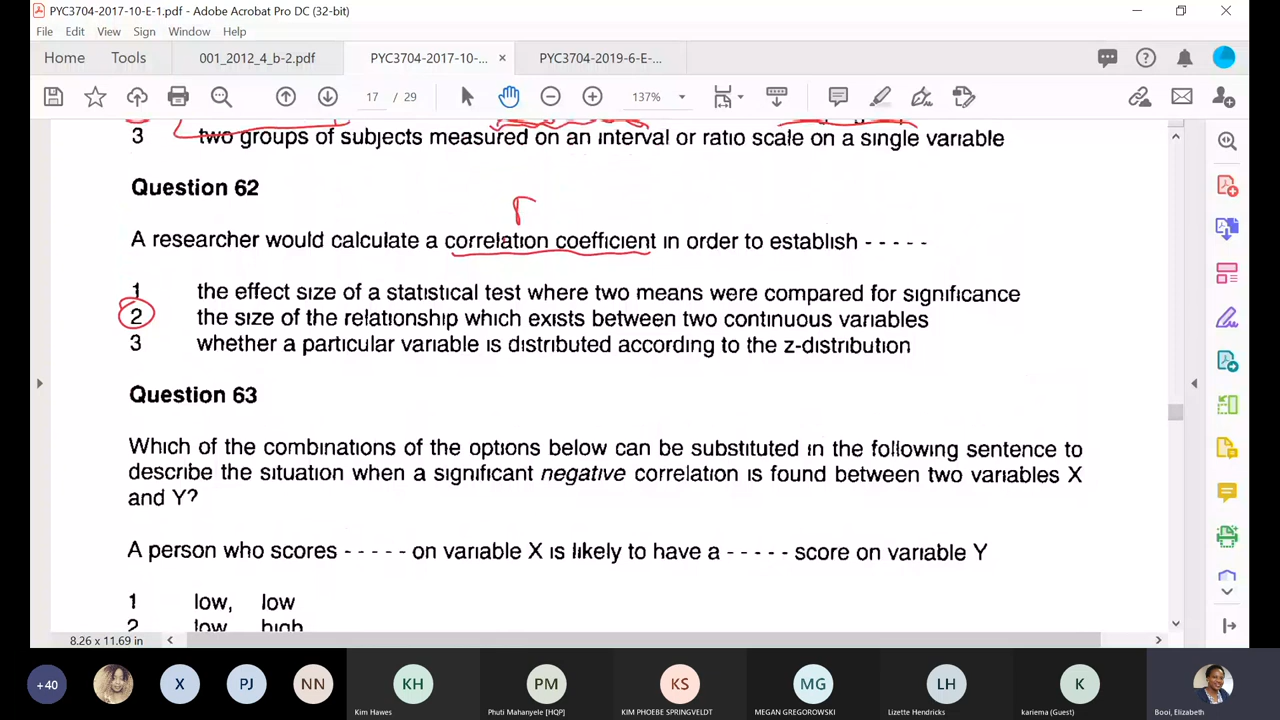 PYC3704-2017-10-E-1.pdf - Adobe Acrobat Pro DC (32-bit)
File Edit View Sign Window Help
Home Tools 001_2012_4_b-2.pdf PYC3704-2017-10-... × PYC3704-2019-6-E-...
17 / 29 137%
3 two groups of subjects measured on an interval or ratio scale on a single variable
Question 62
r
A researcher would calculate a correlation coefficient in order to establish - - - - -
1 the effect size of a statistical test where two means were compared for significance
2 the size of the relationship which exists between two continuous variables
3 whether a particular variable is distributed according to the z-distribution
Question 63
Which of the combinations of the options below can be substituted in the following sentence to
describe the situation when a significant negative correlation is found between two variables X
and Y?
A person who scores - - - - - on variable X is likely to have a - - - - - score on variable Y
1 low, low
2 low high
8.26 x 11.69 in
+40 X PJ NN KH PM KS MG LH K
Kim Hawes Phuti Mahanyele [HQP] KIM PHOEBE SPRINGVELDT MEGAN GREGOROWSKI Lizette Hendricks kariema (Guest) Booi, Elizabeth